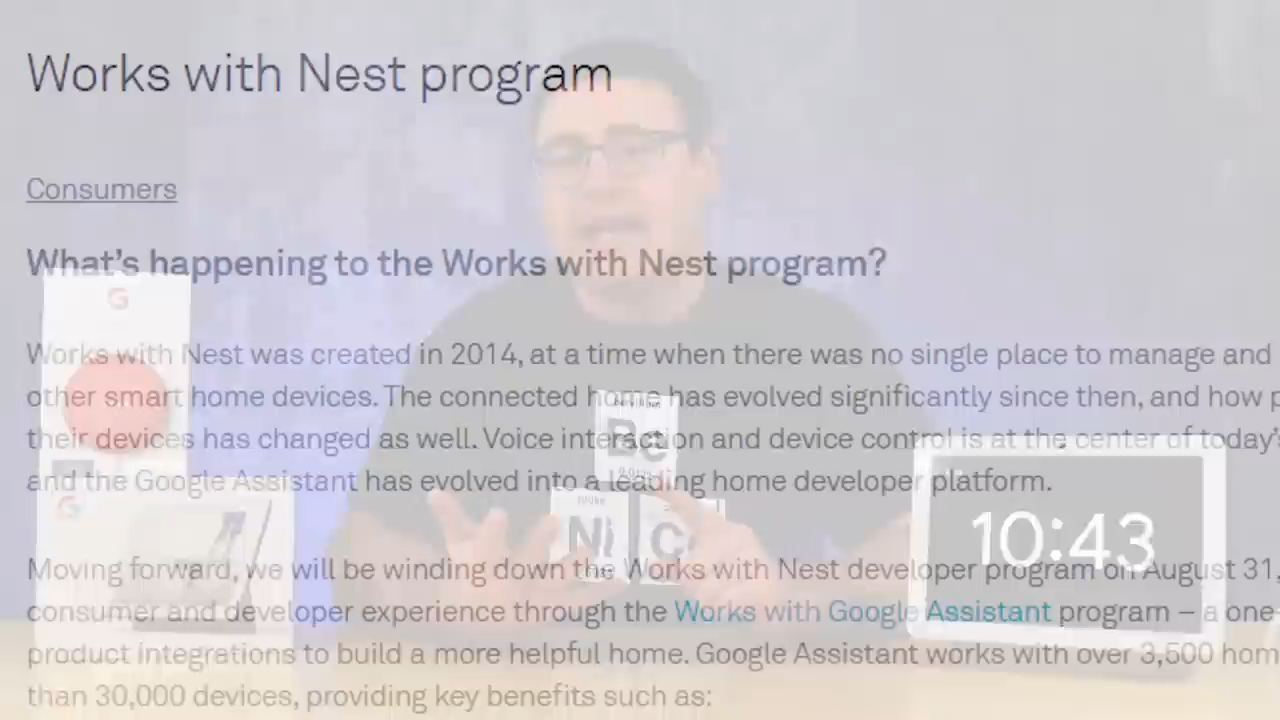 Works with Nest program
Consumers
What's happening to the Works with Nest program?
Works with Nest was created in 2014, at a time when there was no single place to manage and
other smart home devices. The connected home has evolved significantly since then, and how p
their devices has changed as well. Voice interaction and device control is at the center of today'
and the Google Assistant has evolved into a leading home developer platform.
Moving forward, we will be winding down the Works with Nest developer program on August 31,
consumer and developer experience through the Works with Google Assistant program – a one-
product integrations to build a more helpful home. Google Assistant works with over 3,500 hom
than 30,000 devices, providing key benefits such as:
G
G
Be
Ni
C
10:43